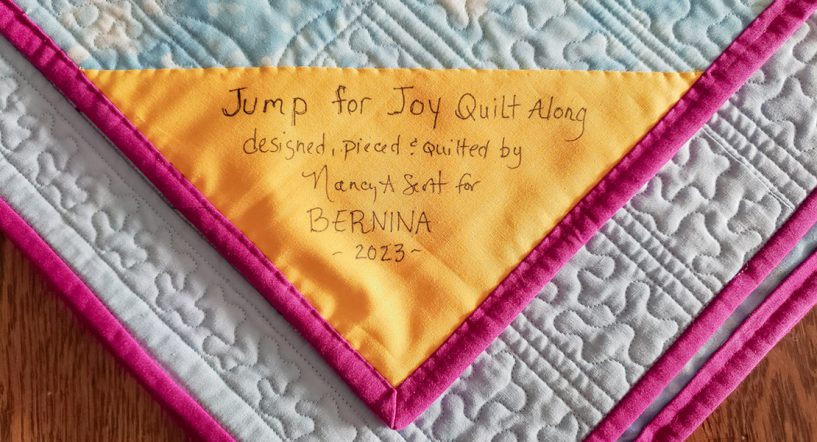 Jump for Joy Quilt Along
designed, pieced & Quilted by
Nancy A Scott for
BERNINA
~ 2023 ~